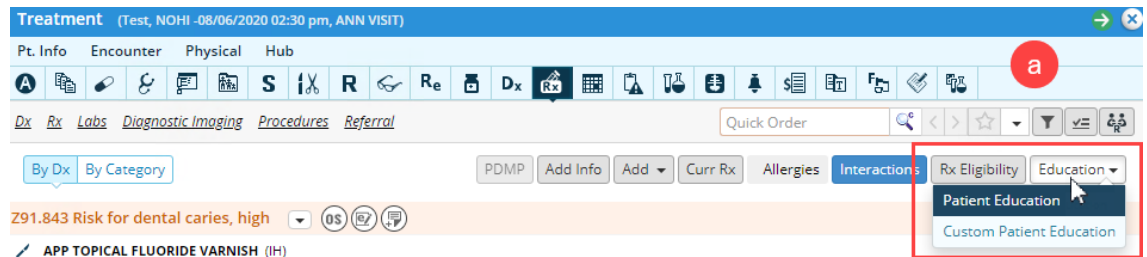 Treatment (Test, NOHI -08/06/2020 02:30 pm, ANN VISIT)
Pt. Info Encounter Physical Hub
a
A S R Re Dx Rx
Dx Rx Labs Diagnostic Imaging Procedures Referral Quick Order
By Dx By Category PDMP Add Info Add Curr Rx Allergies Interactions Rx Eligibility Education
Patient Education
Z91.843 Risk for dental caries, high OS
Custom Patient Education
APP TOPICAL FLUORIDE VARNISH (IH)